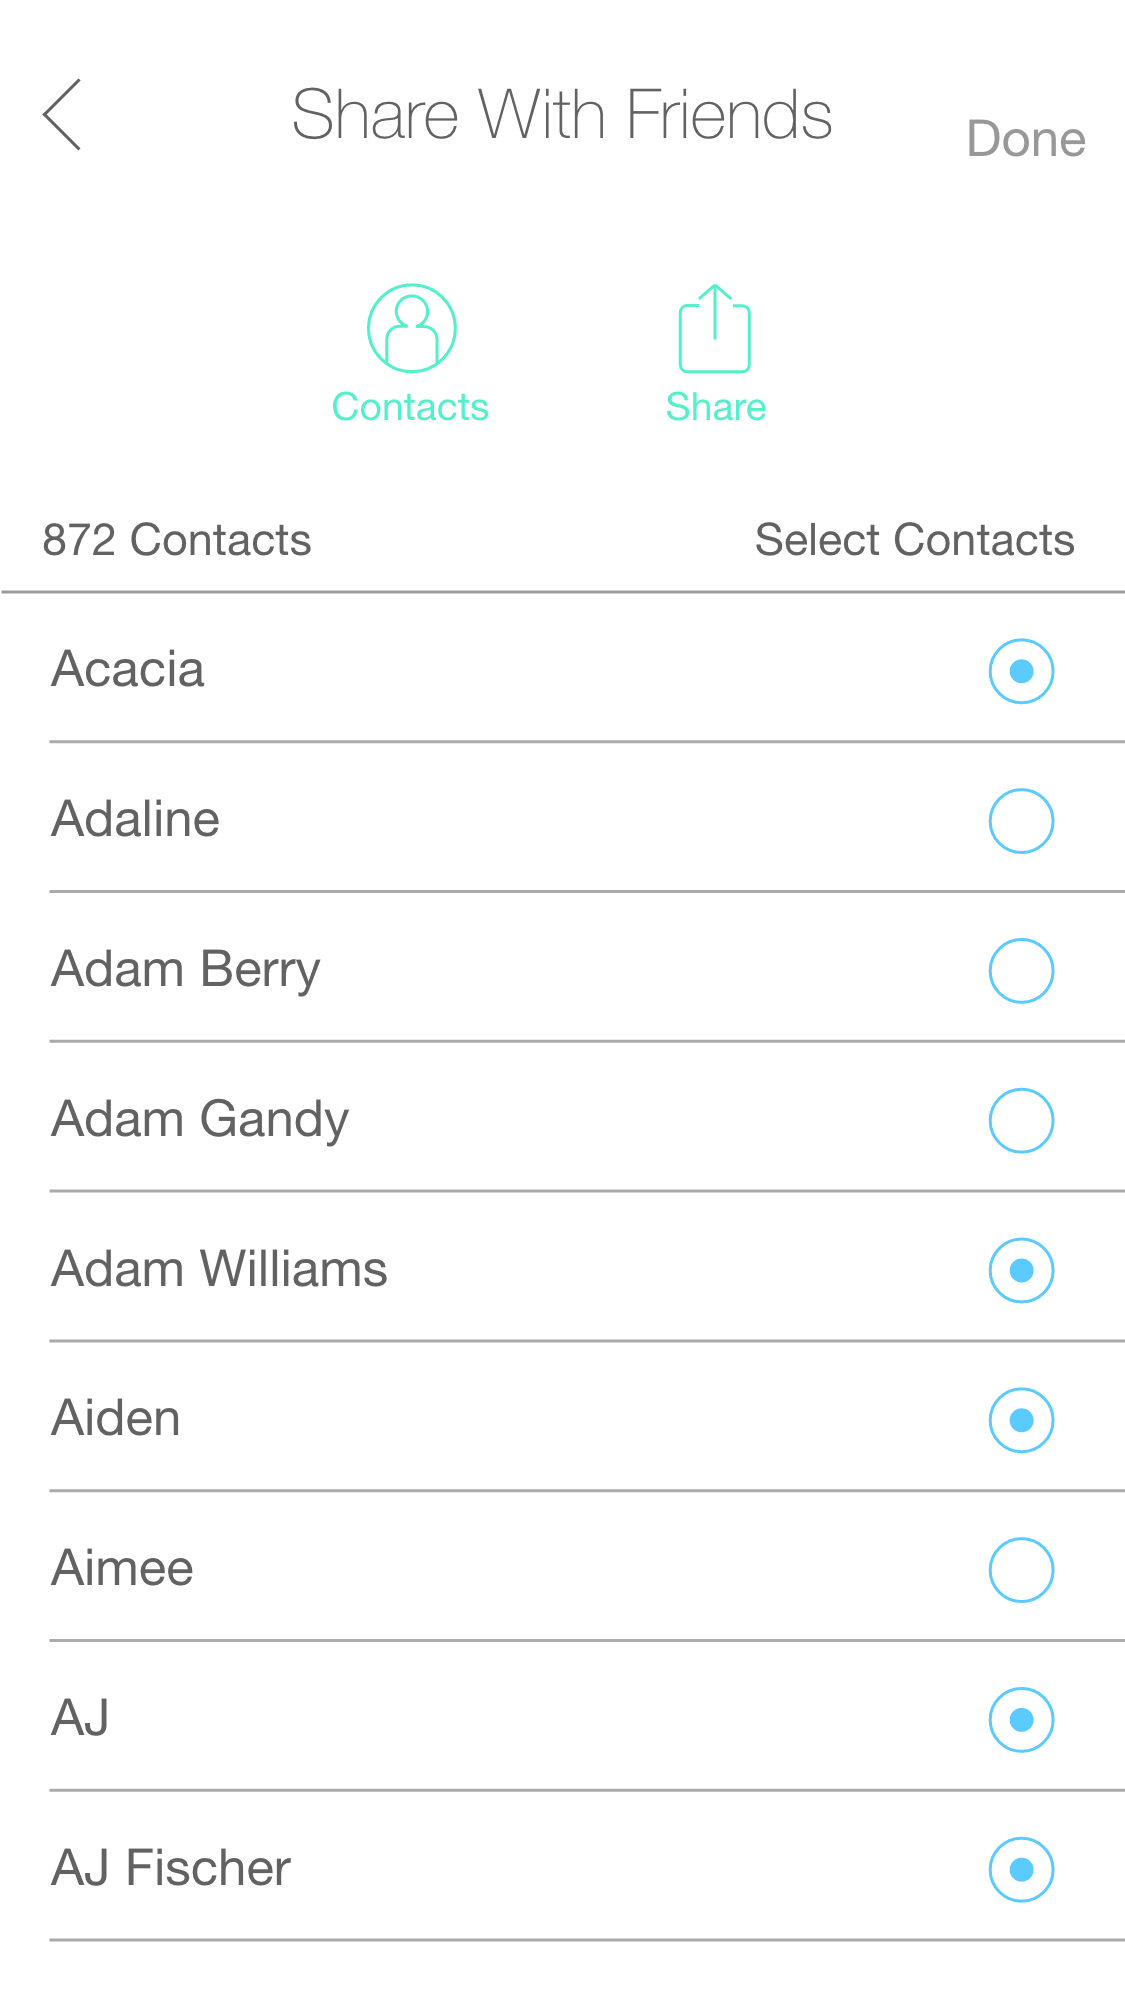 Share With Friends
Done
Contacts
Share
872 Contacts
Select Contacts
Acacia
Adaline
Adam Berry
Adam Gandy
Adam Williams
Aiden
Aimee
AJ
AJ Fischer